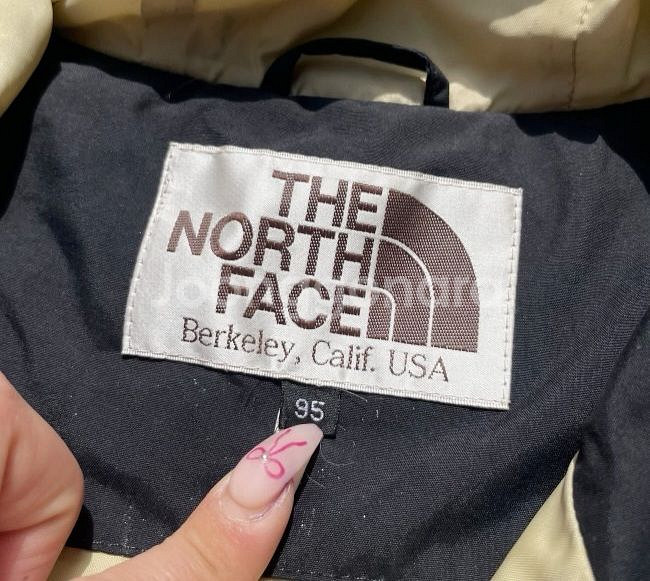 THE
NORTH
FACE
Berkeley, Calif. USA
95